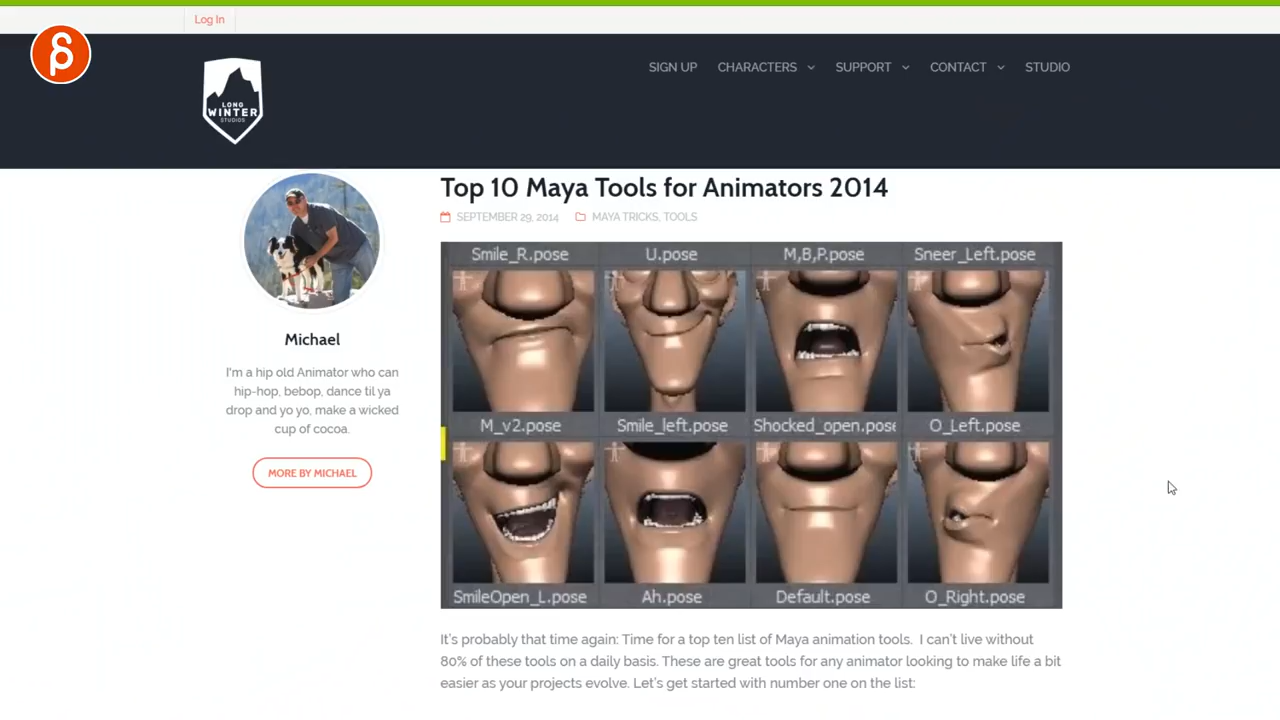 Log In
LONG
WINTER
STUDIOS
SIGN UP
CHARACTERS
SUPPORT
CONTACT
STUDIO
Michael
I'm a hip old Animator who can
hip-hop, bebop, dance til ya
drop and yo yo, make a wicked
cup of cocoa.
MORE BY MICHAEL
Top 10 Maya Tools for Animators 2014
SEPTEMBER 29, 2014 MAYA TRICKS, TOOLS
Smile_R.pose U.pose M,B,P.pose Sneer_Left.pose
M_v2.pose Smile_left.pose Shocked_open.pose O_Left.pose
SmileOpen_L.pose Ah.pose Default.pose O_Right.pose
It's probably that time again: Time for a top ten list of Maya animation tools. I can't live without
80% of these tools on a daily basis. These are great tools for any animator looking to make life a bit
easier as your projects evolve. Let's get started with number one on the list: